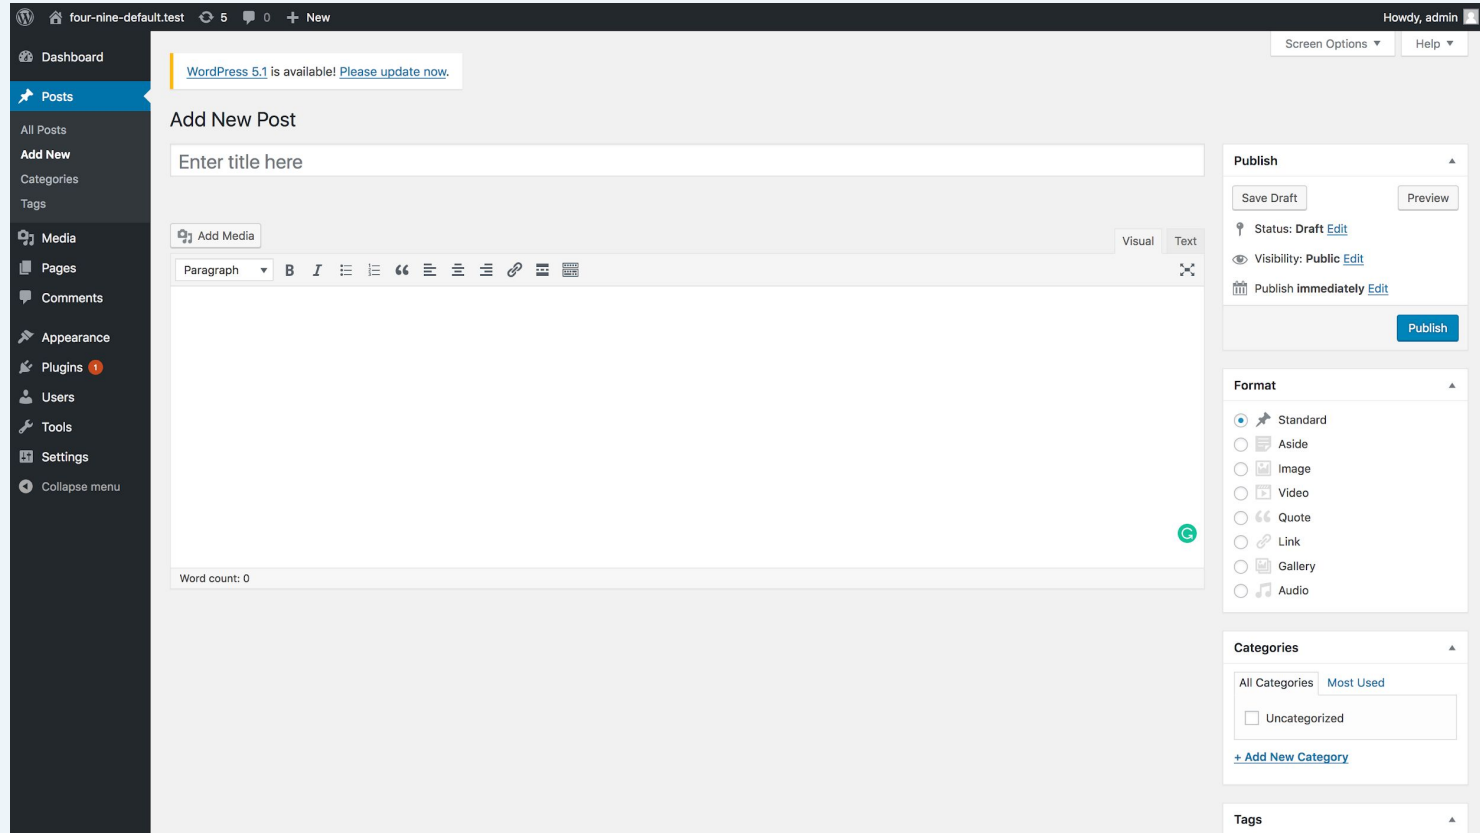 four-nine-default.test 5 0 + New Howdy, admin
Dashboard
Posts
All Posts
Add New
Categories
Tags
Media
Pages
Comments
Appearance
Plugins 1
Users
Tools
Settings
Collapse menu
Screen Options ▼ Help ▼
WordPress 5.1 is available! Please update now.
Add New Post
Enter title here
Add Media
Visual Text
Paragraph ▼ B I
Word count: 0
Publish
Save Draft Preview
Status: Draft Edit
Visibility: Public Edit
Publish immediately Edit
Publish
Format
Standard
Aside
Image
Video
Quote
Link
Gallery
Audio
Categories
All Categories Most Used
Uncategorized
+ Add New Category
Tags